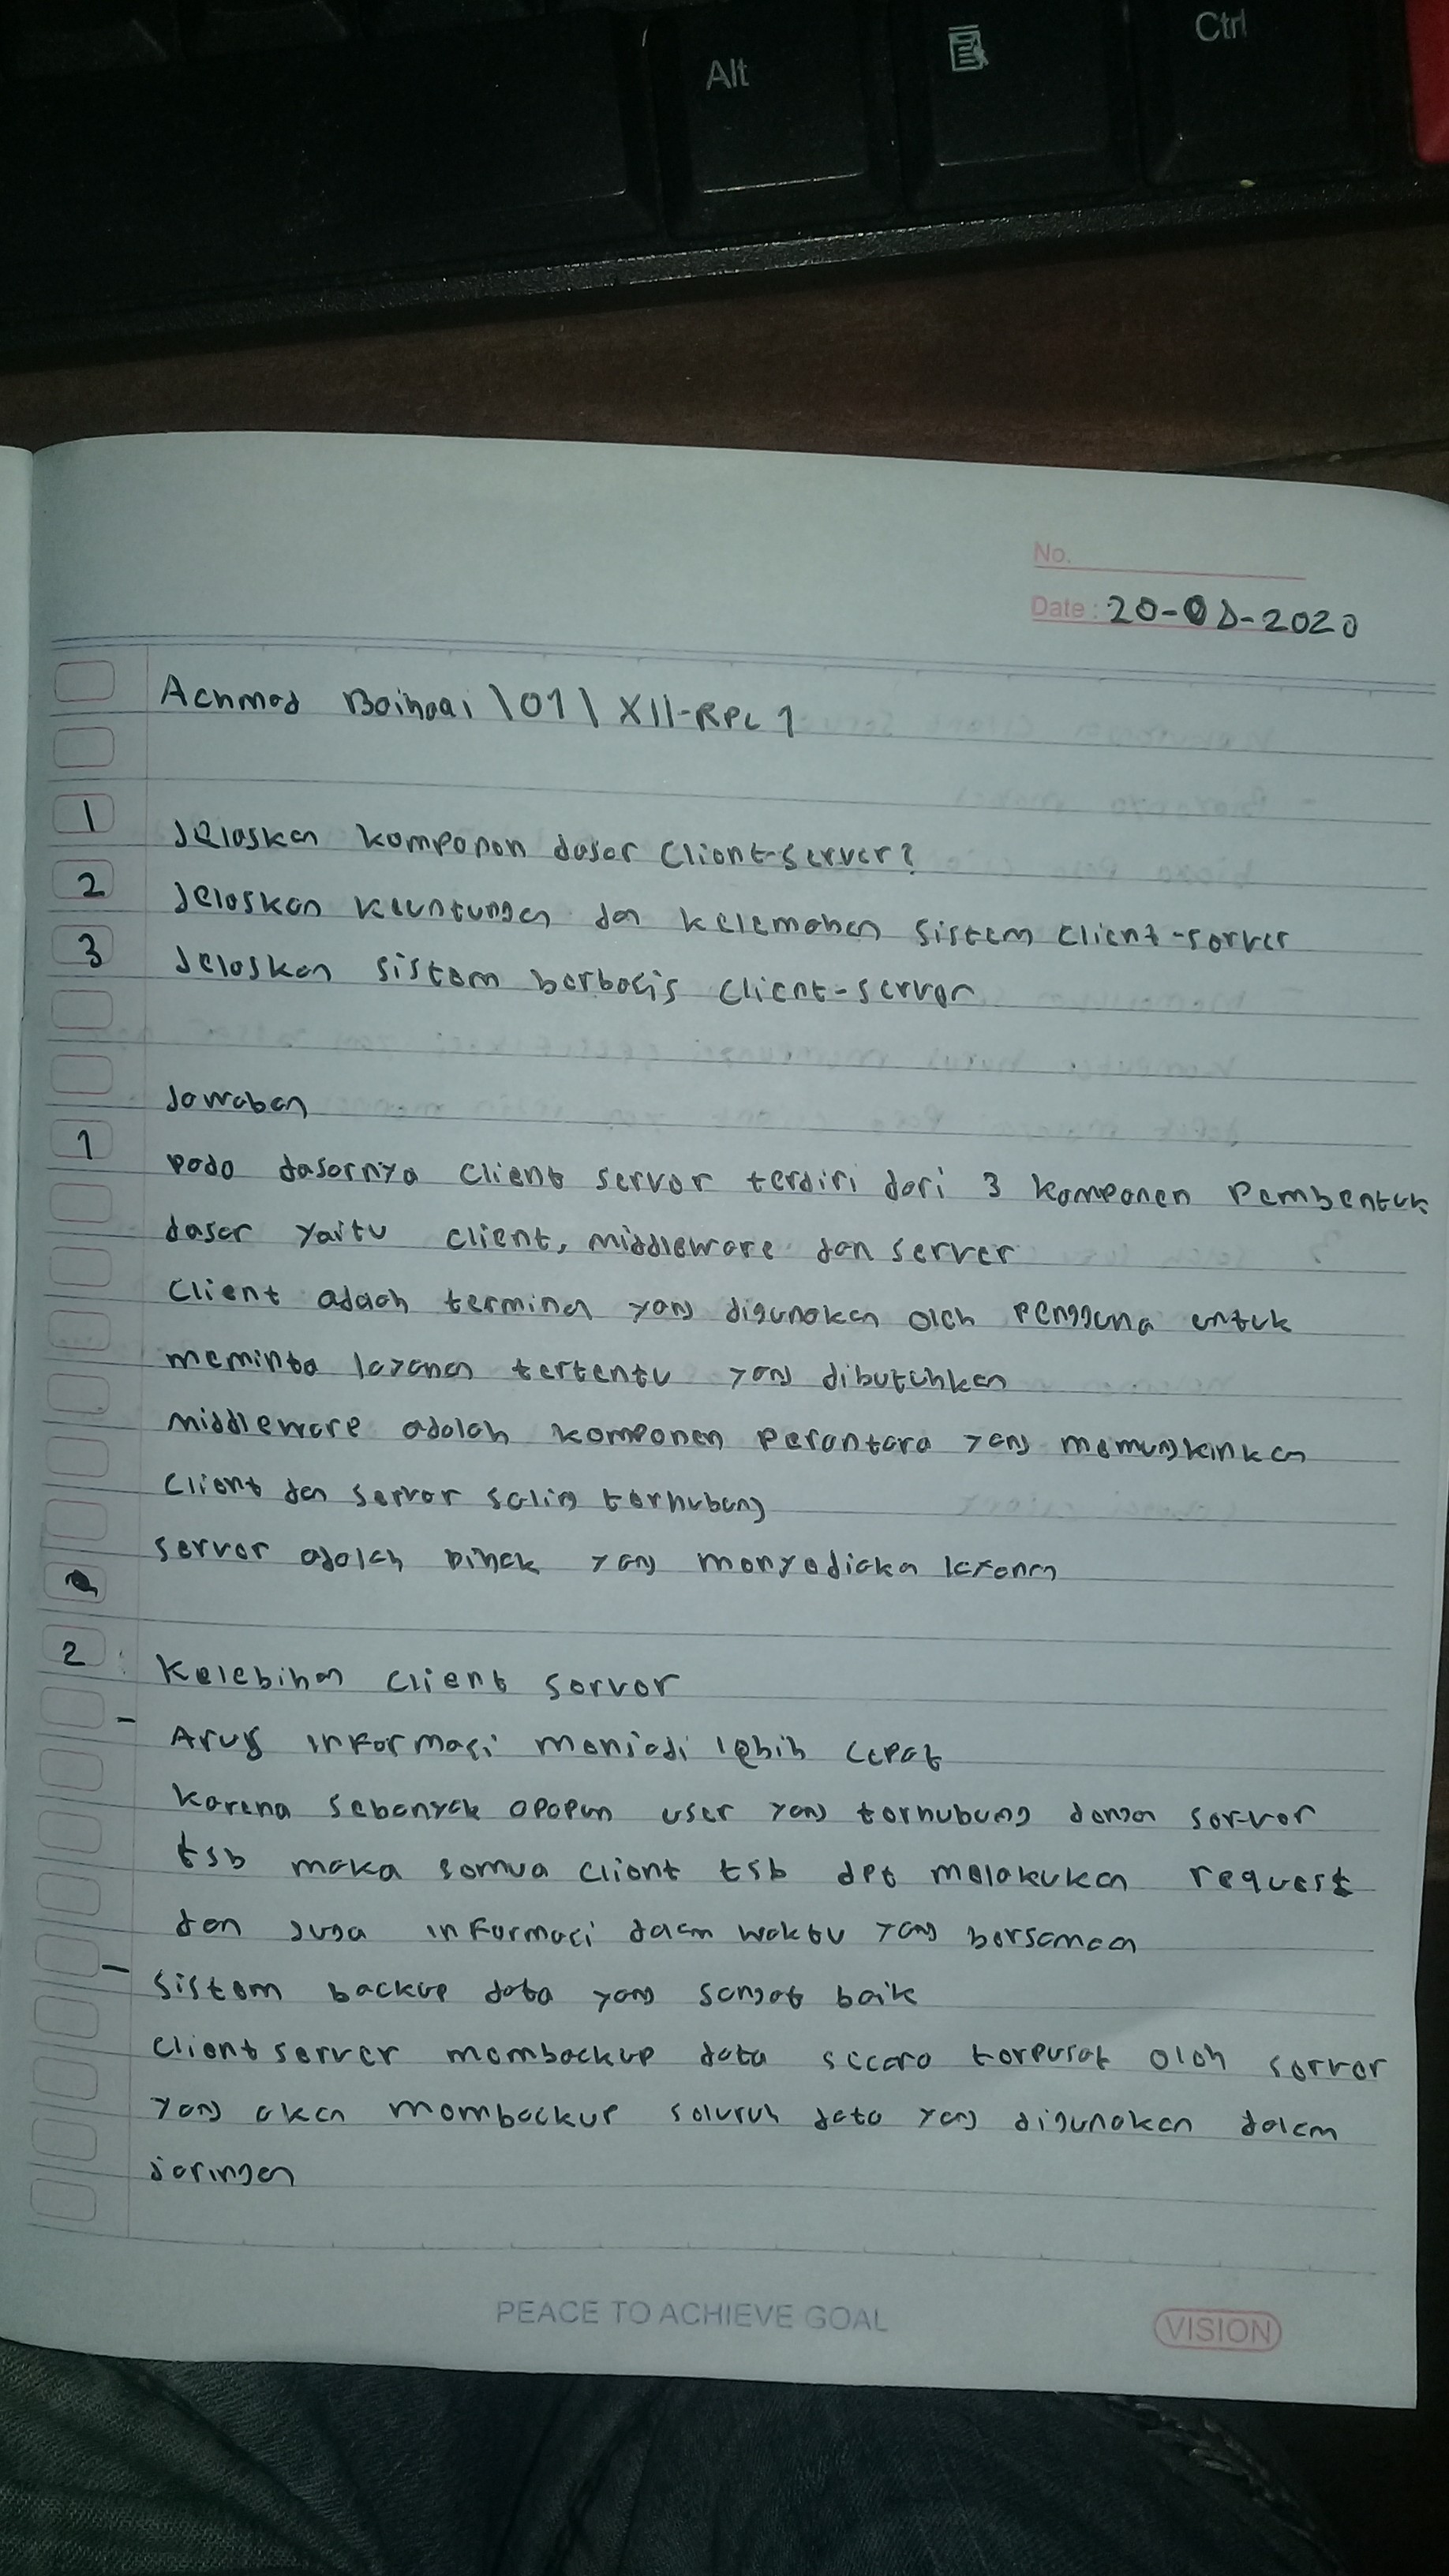 Alt
Ctrl
No.
Date : 20-08-2020
Achmad Baihaqi \01\ XII-RPL 1
1 Jelaskan komponen dasar Client-Server?
2 Jelaskan keuntungan dan kelemahan sistem client-server
3 Jelaskan sistem berbasis client-server
Jawaban
1 pada dasarnya client server terdiri dari 3 komponen pembentuk
dasar yaitu client, middleware dan server
Client adaah terminal yang digunakan oleh pengguna untuk
meminta layanan tertentu yang dibutuhkan
middleware adalah komponen perantara yang memungkinkan
Client dan server saling terhubung
server adalah pihak yang menyediaka layanan
2 Kelebihan client server
- Arus informasi menjadi lebih cepat
karena sebanyak apapun user yang terhubung dengan server
tsb maka semua client tsb dpt melakukan request
dan juga informasi daam waktu yang bersamaan
- Sistem backup data yang sangat baik
Client server membackup data secara terpusat oleh server
yang akan membackup seluruh data yang digunakan dalam
jaringan
PEACE TO ACHIEVE GOAL
VISION